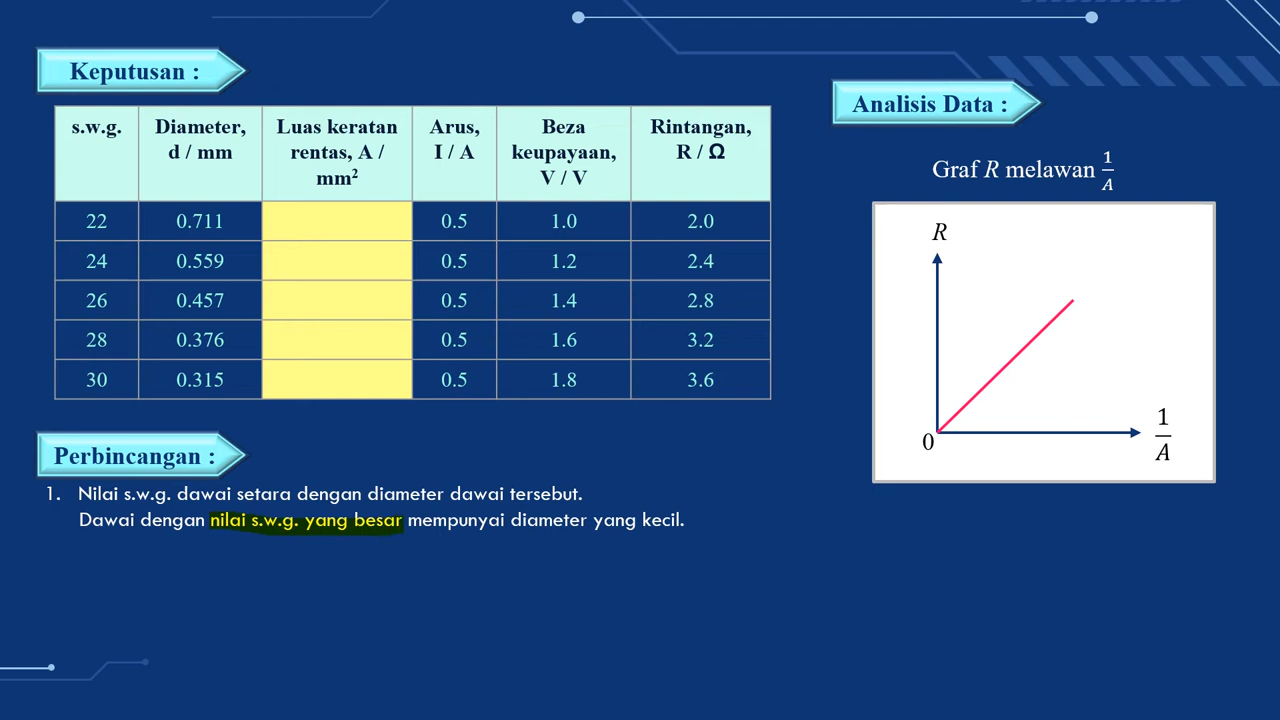 Keputusan :
s.w.g. Diameter, d / mm Luas keratan rentas, A / mm² Arus, I / A Beza keupayaan, V / V Rintangan, R / Ω
22 0.711 0.5 1.0 2.0
24 0.559 0.5 1.2 2.4
26 0.457 0.5 1.4 2.8
28 0.376 0.5 1.6 3.2
30 0.315 0.5 1.8 3.6
Perbincangan :
1. Nilai s.w.g. dawai setara dengan diameter dawai tersebut.
Dawai dengan nilai s.w.g. yang besar mempunyai diameter yang kecil.
Analisis Data :
Graf R melawan 1/A
R
0
1/A